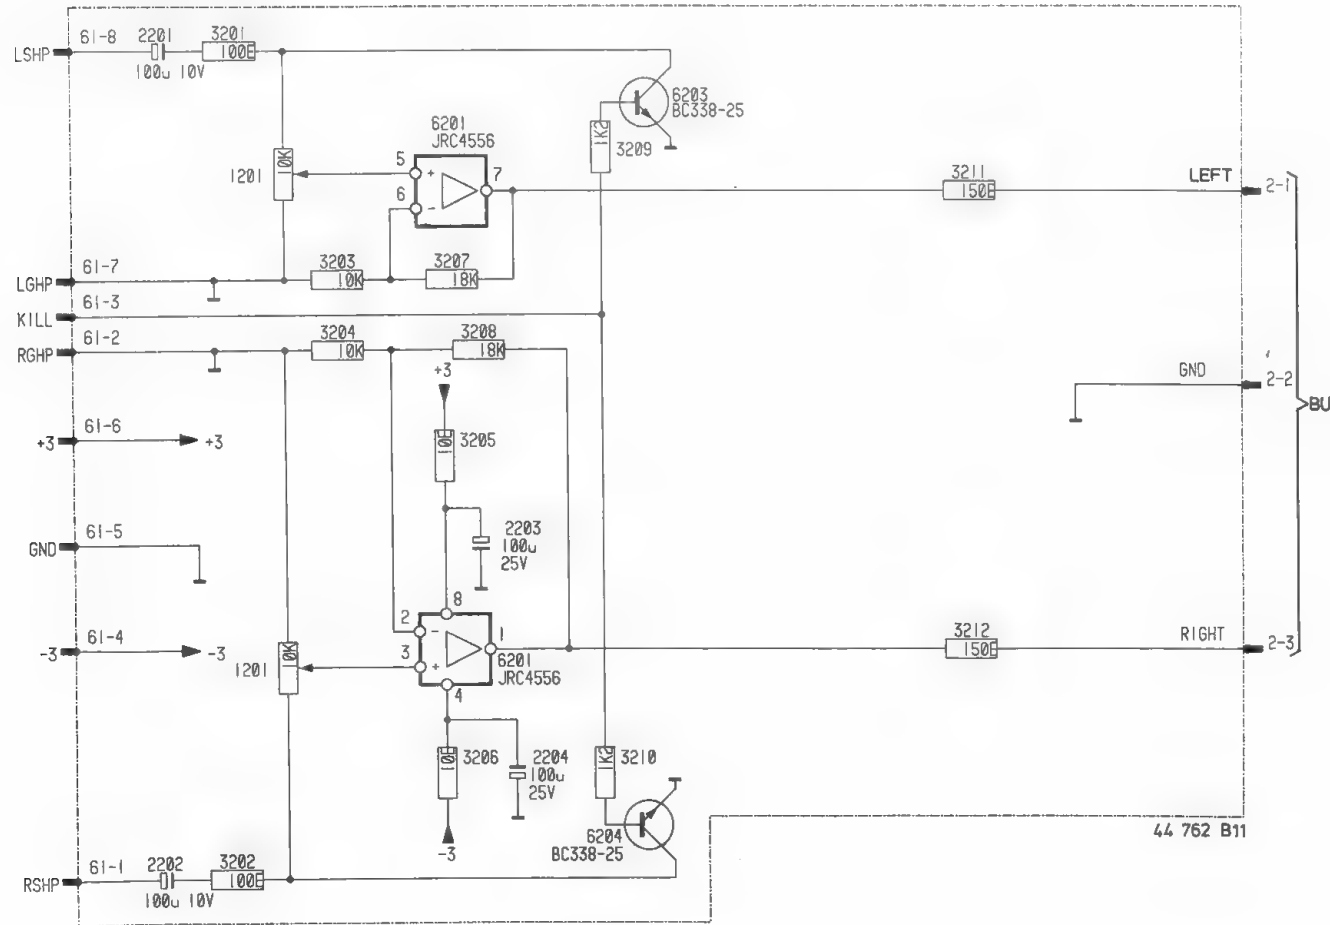 LSHP
61-8
2201
100u 10V
3201
100E
6203
BC338-25
1K2
3209
6201
JRC4556
10K
1201
5
+
6
-
7
3211
150E
LEFT
2-1
LGHP
61-7
3203
10K
3207
18K
KILL
61-3
RGHP
61-2
3204
10K
3208
18K
+3
GND
2-2
BU
+3
61-6
+3
10E
3205
GND
61-5
2203
100u
25V
8
2
-
3
+
1
6201
JRC4556
4
-3
61-4
-3
10K
1201
3212
150E
RIGHT
2-3
10E
3206
2204
100u
25V
1K2
3210
-3
6204
BC338-25
44 762 B11
RSHP
61-1
2202
100u 10V
3202
100E